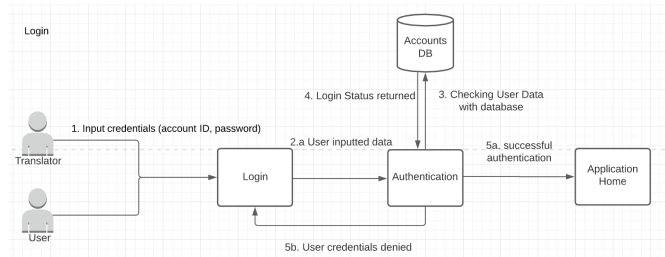 Login
Accounts
DB
4. Login Status returned
3. Checking User Data
with database
1. Input credentials (account ID, password)
2.a User inputted data
5a. successful
authentication
Translator
Login
Authentication
Application
Home
User
5b. User credentials denied